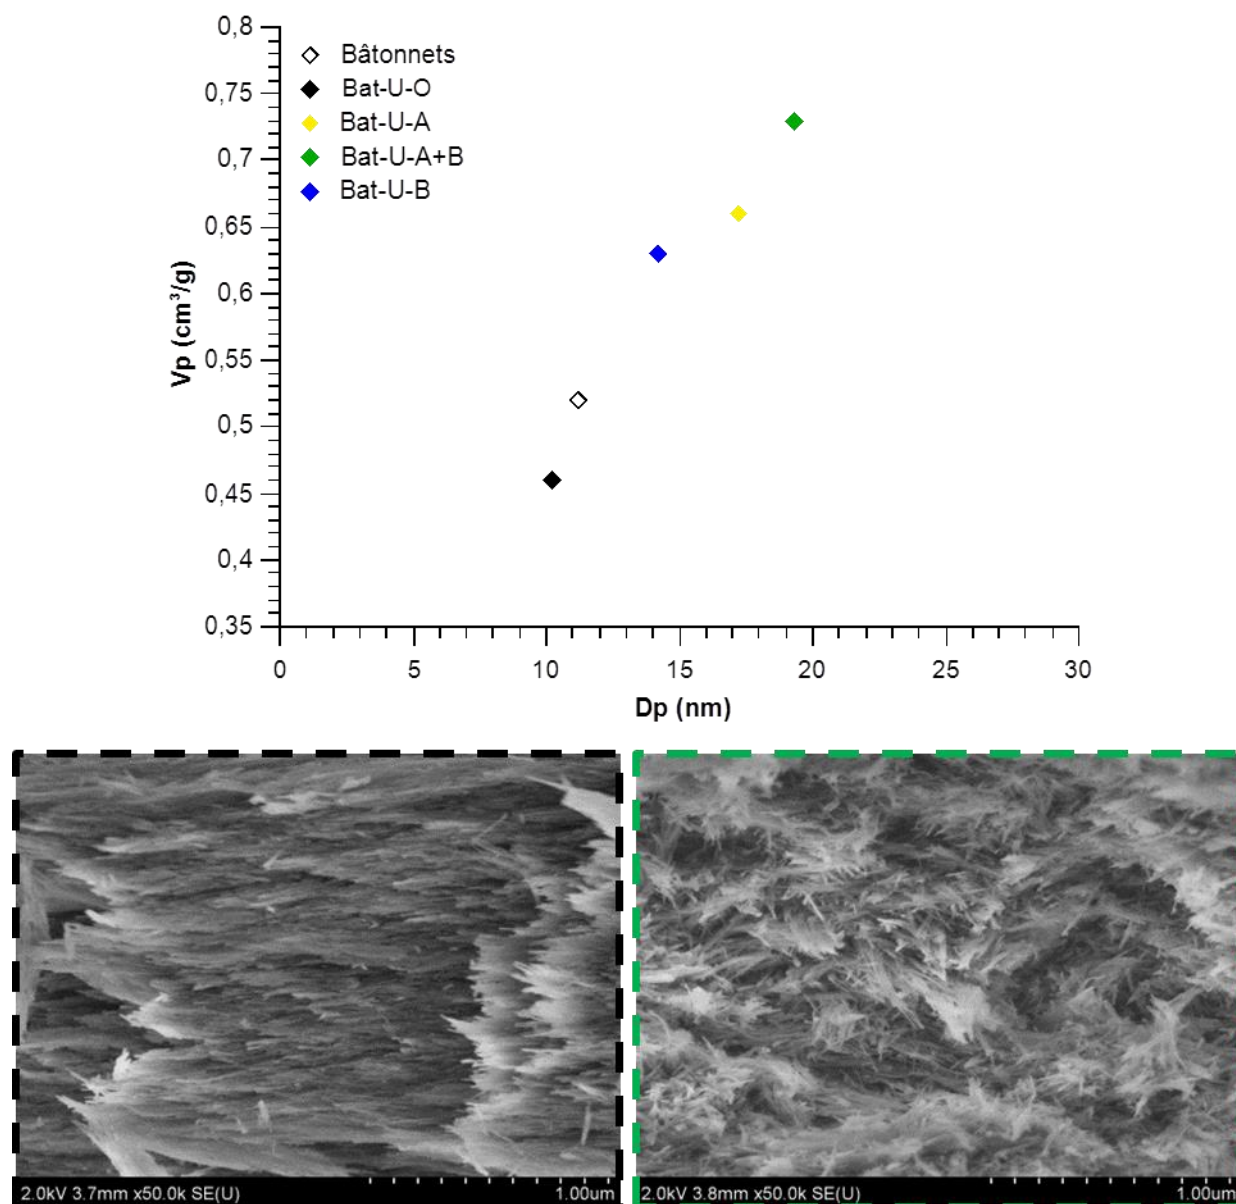 0,8
0,75
0,7
0,65
0,6
0,55
0,5
0,45
0,4
0,35
Vp (cm³/g)
Bâtonnets
Bat-U-O
Bat-U-A
Bat-U-A+B
Bat-U-B
0 5 10 15 20 25 30
Dp (nm)
2.0kV 3.7mm x50.0k SE(U) 1.00um
2.0kV 3.8mm x50.0k SE(U) 1.00um